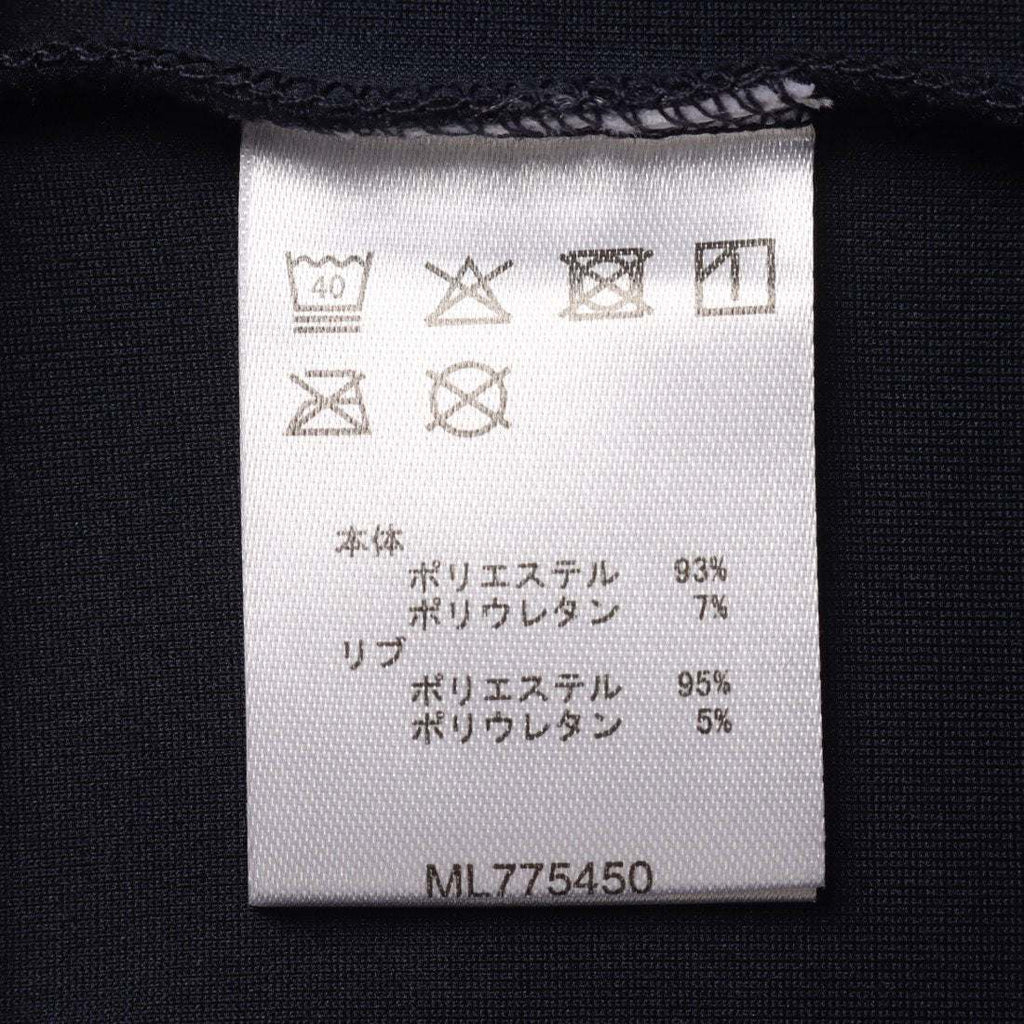 40
本体
ポリエステル 93%
ポリウレタン 7%
リブ
ポリエステル 95%
ポリウレタン 5%
ML775450